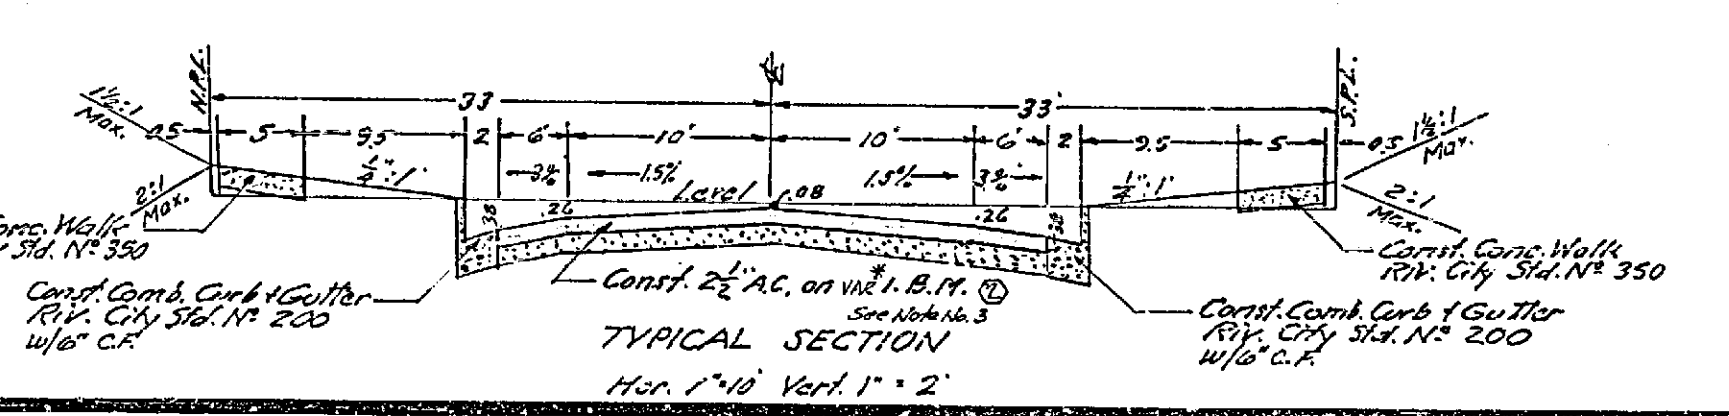 N.P.L.
℄
S.P.L.
1½:1
Max.
33
33'
1½:1
Max.
0.5
5
9.5
2
6'
10'
10'
6'
2
9.5
5
0.5
¼":1'
3%
1.5%
Level
.08
1.5%
3%
¼":1'
2:1
Max.
2:1
Max.
.38
.26
.26
.38
Conc. Walk
Std. Nº 350
Const. Conc. Walk
Riv. City Std. Nº 350
Const. Comb. Curb & Gutter
Riv. City Std. Nº 200
w/6" C.F.
Const. 2½" A.C. on VAR* I.B.M. ②
See Note No. 3
Const. Comb. Curb & Gutter
Riv. City Std. Nº 200
w/6" C.F.
TYPICAL SECTION
Hor. 1"=10' Vert. 1" = 2'